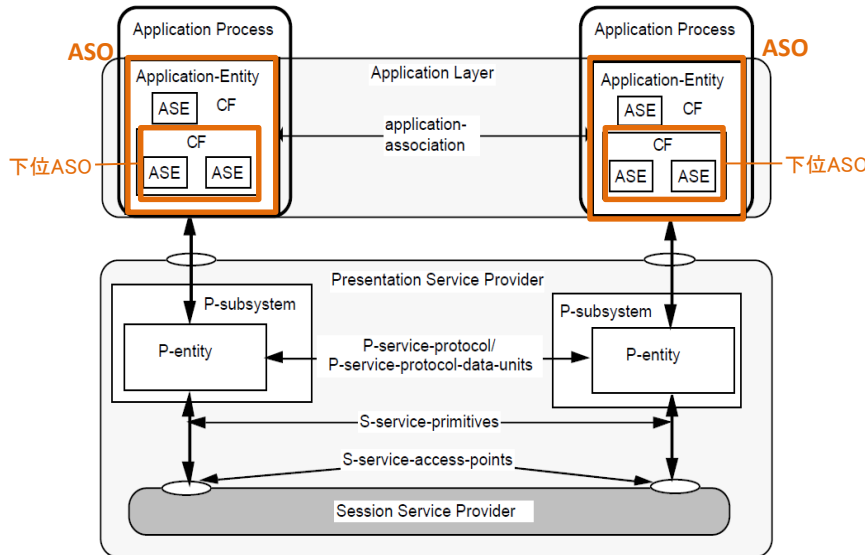 Application Process
Application Process
ASO
ASO
Application-Entity
Application Layer
Application-Entity
ASE
CF
ASE
CF
application-
association
CF
CF
下位ASO
下位ASO
ASE
ASE
ASE
ASE
Presentation Service Provider
P-subsystem
P-subsystem
P-entity
P-service-protocol/
P-service-protocol-data-units
P-entity
S-service-primitives
S-service-access-points
Session Service Provider